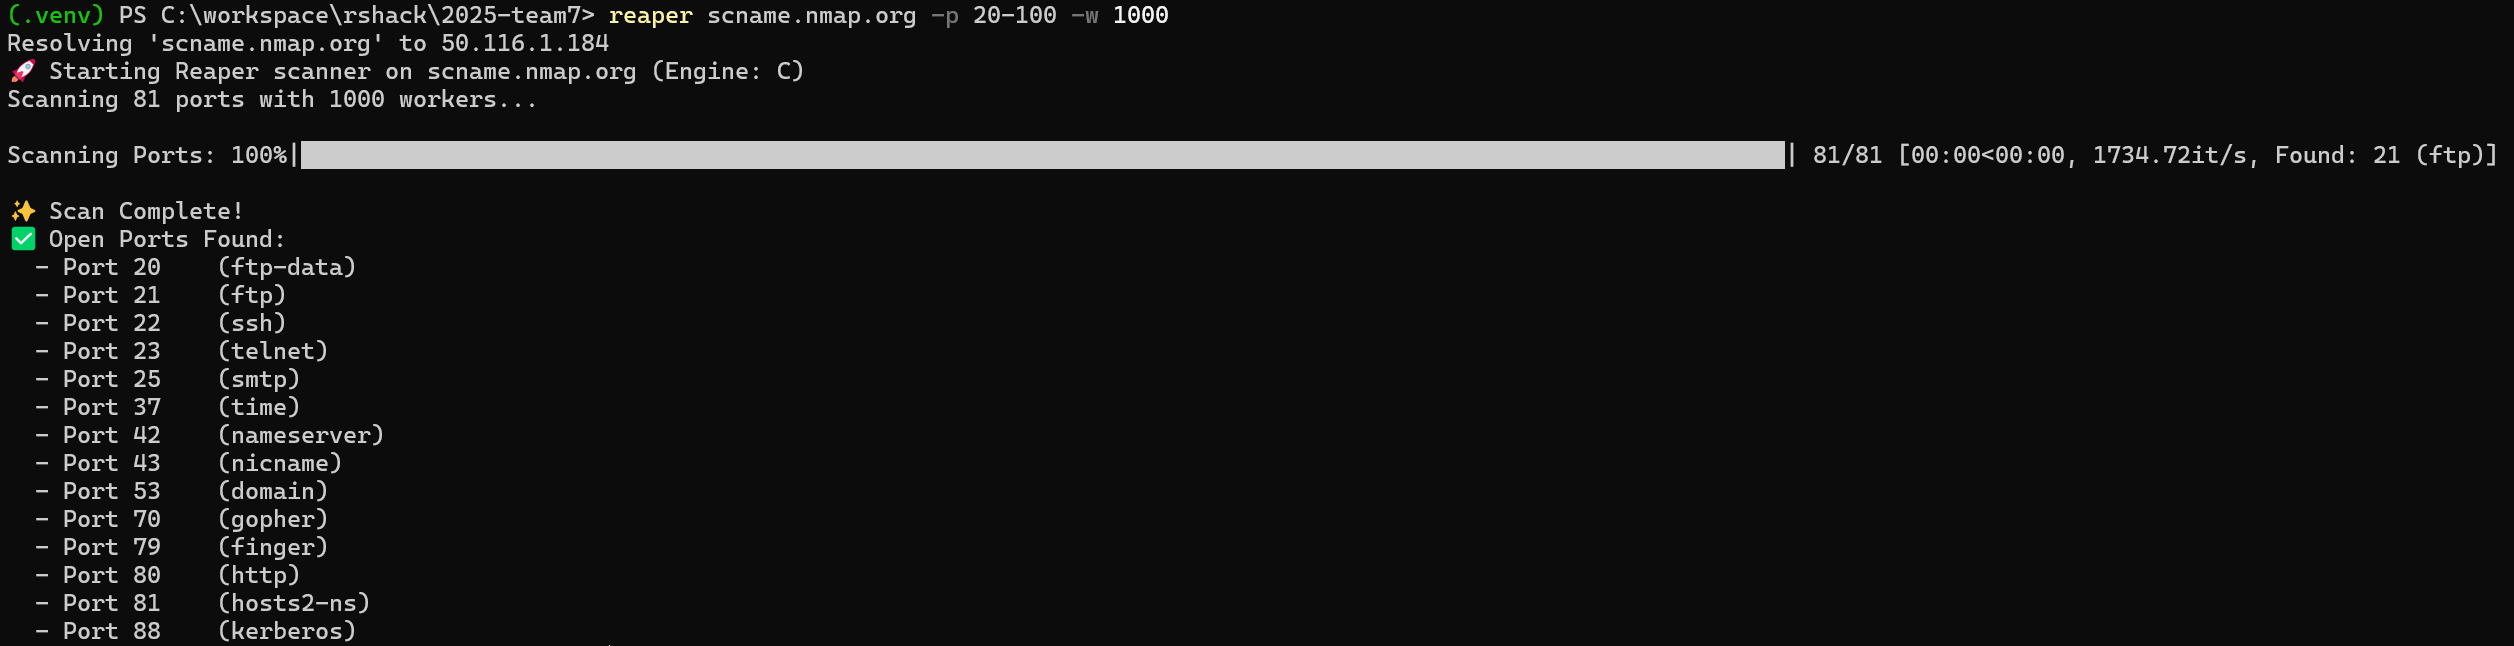 (.venv) PS C:\workspace\rshack\2025-team7> reaper scname.nmap.org -p 20-100 -w 1000
Resolving 'scname.nmap.org' to 50.116.1.184
🚀 Starting Reaper scanner on scname.nmap.org (Engine: C)
Scanning 81 ports with 1000 workers...
Scanning Ports: 100%|██████████| 81/81 [00:00<00:00, 1734.72it/s, Found: 21 (ftp)]
✨ Scan Complete!
✅ Open Ports Found:
- Port 20 (ftp-data)
- Port 21 (ftp)
- Port 22 (ssh)
- Port 23 (telnet)
- Port 25 (smtp)
- Port 37 (time)
- Port 42 (nameserver)
- Port 43 (nicname)
- Port 53 (domain)
- Port 70 (gopher)
- Port 79 (finger)
- Port 80 (http)
- Port 81 (hosts2-ns)
- Port 88 (kerberos)